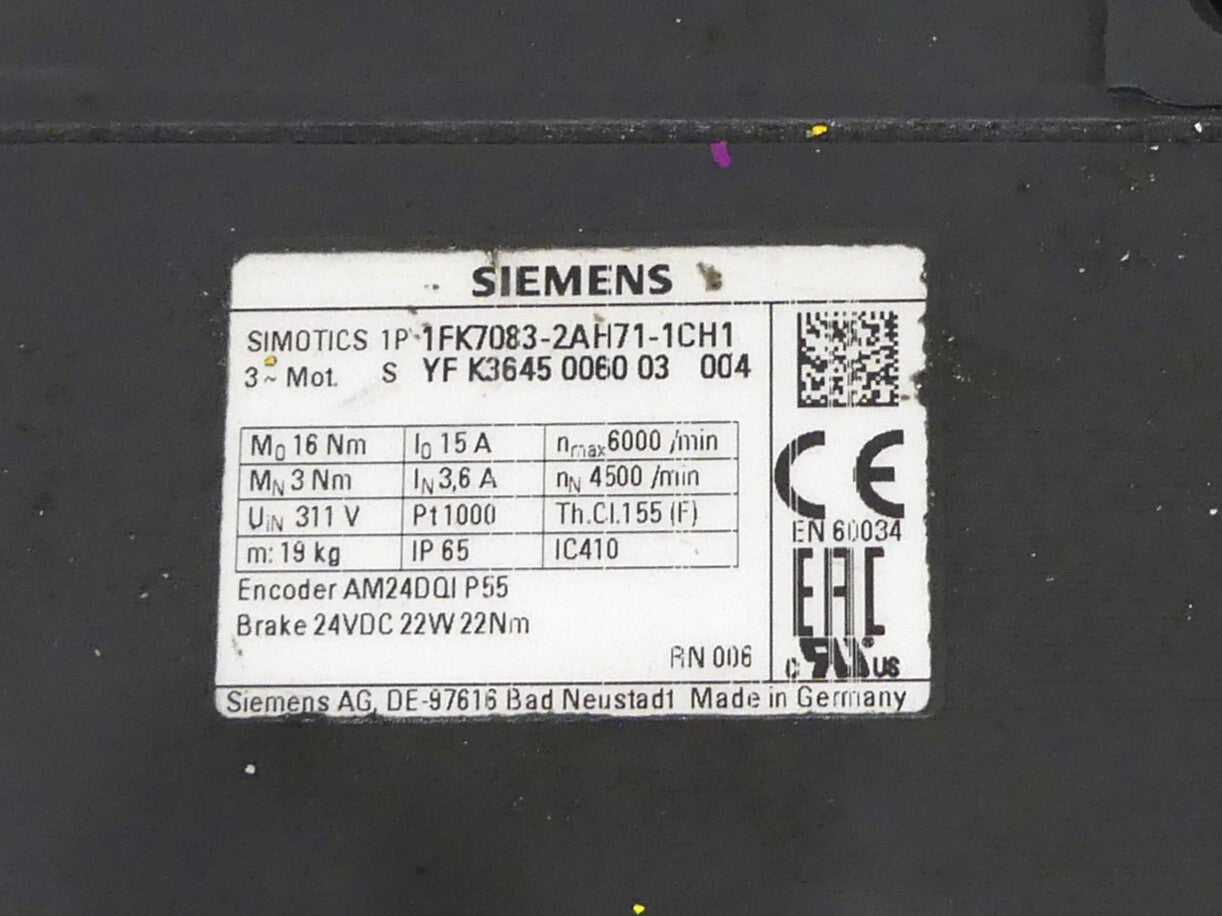 SIEMENS
SIMOTICS 1P 1FK7083-2AH71-1CH1
3~ Mot. S YF K3645 0060 03 004
M0 16 Nm I0 15 A nmax 6000 /min
MN 3 Nm IN 3,6 A nN 4500 /min
UiN 311 V Pt1000 Th.Cl.155 (F)
m: 19 kg IP 65 IC410
Encoder AM24DQI P55
Brake 24VDC 22W 22Nm
RN 006
CE
EN 60034
EAC
c RU US
Siemens AG, DE-97616 Bad Neustadt Made in Germany